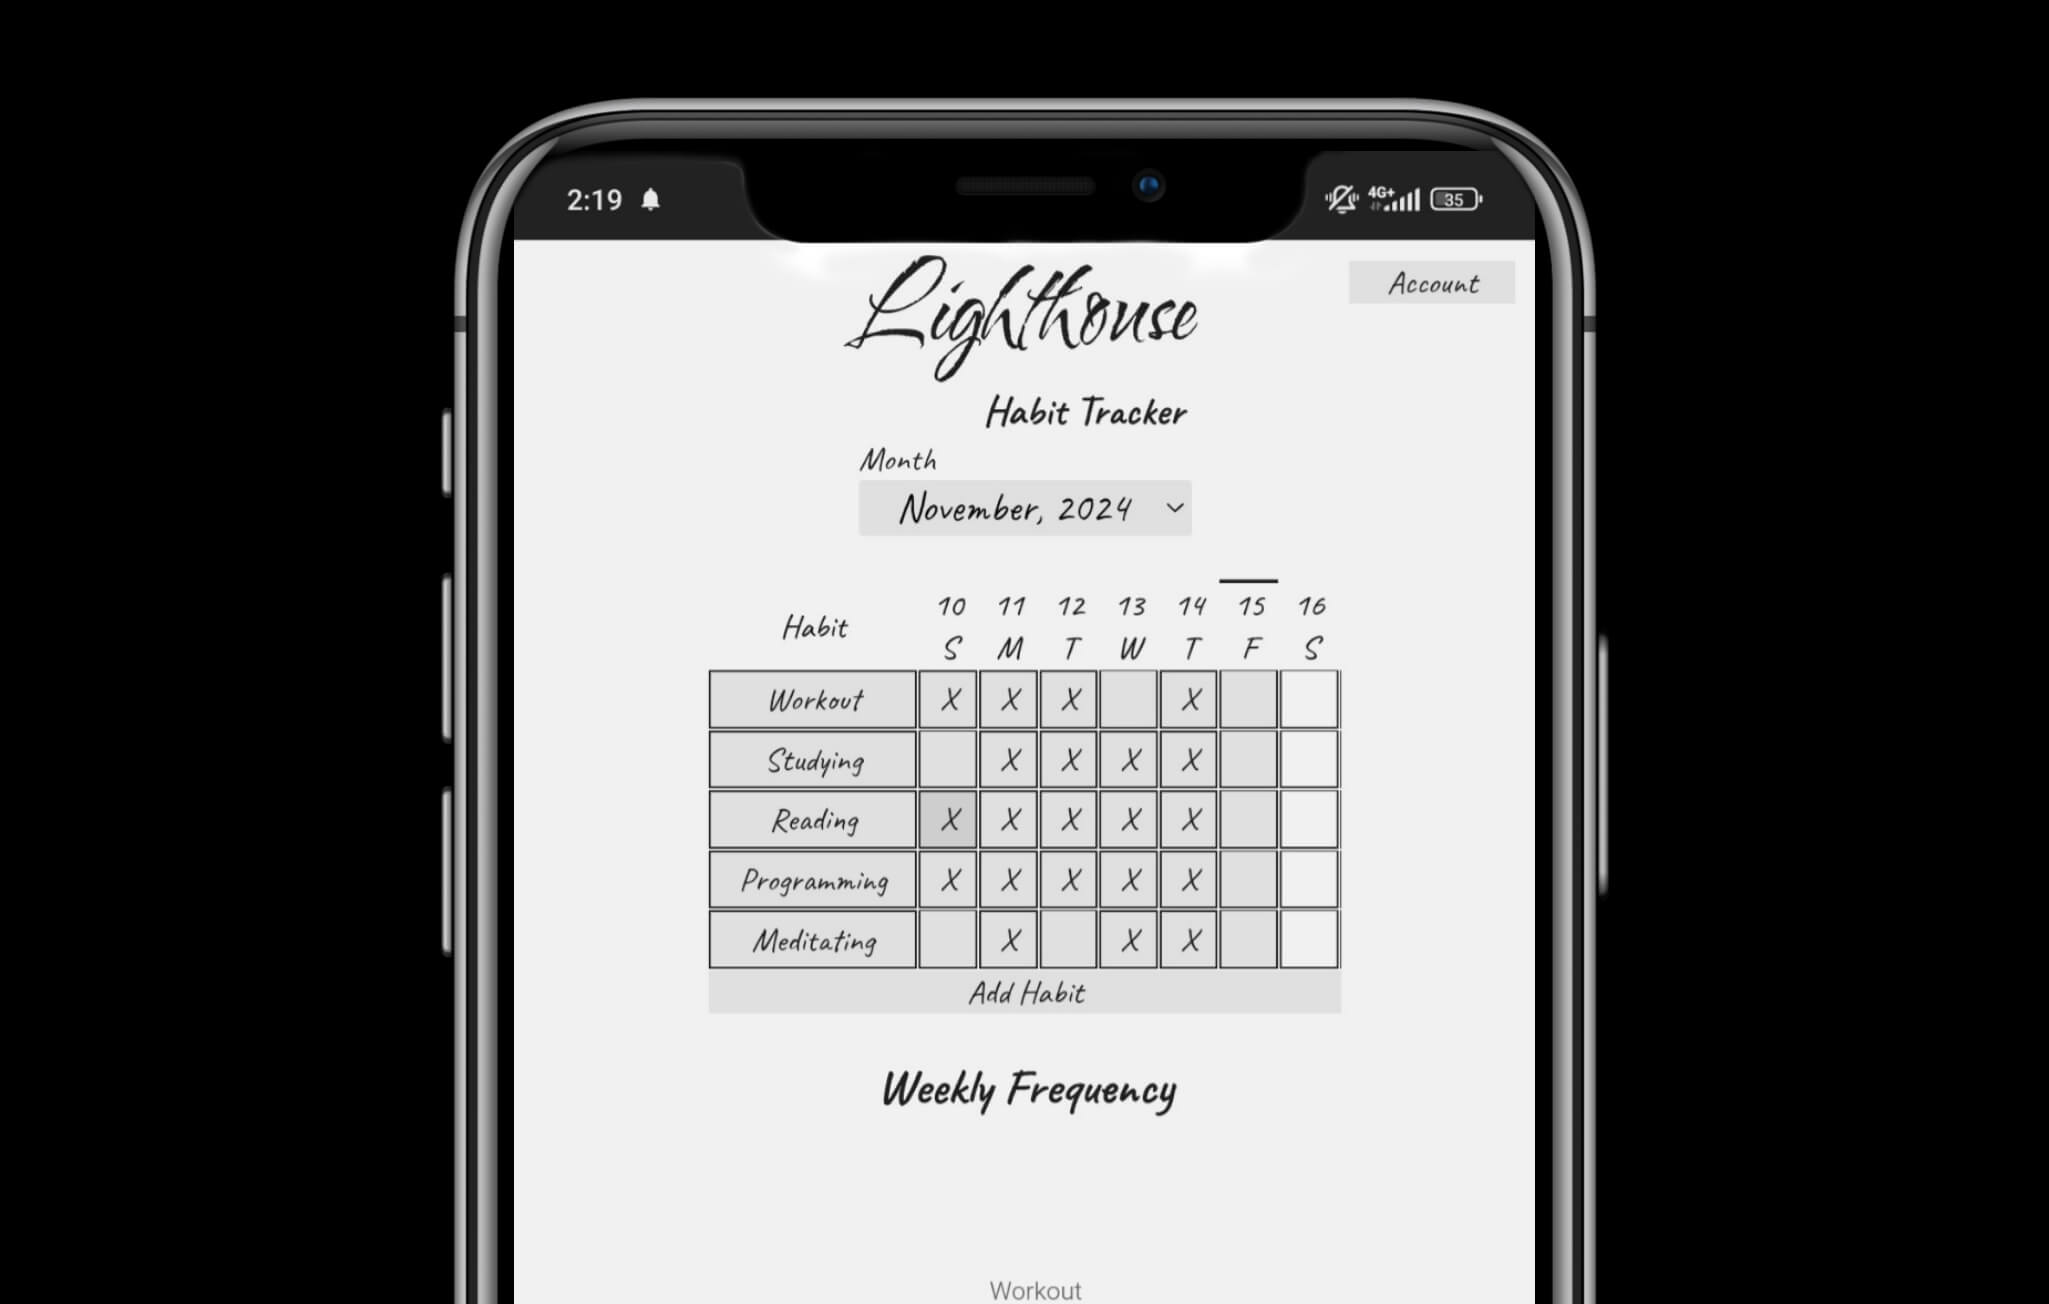 2:19 4G+ 35
Lighthouse
Account
Habit Tracker
Month
November, 2024
Habit 10 11 12 13 14 15 16
S M T W T F S
Workout X X X X
Studying X X X X
Reading X X X X X
Programming X X X X X
Meditating X X X
Add Habit
Weekly Frequency
Workout